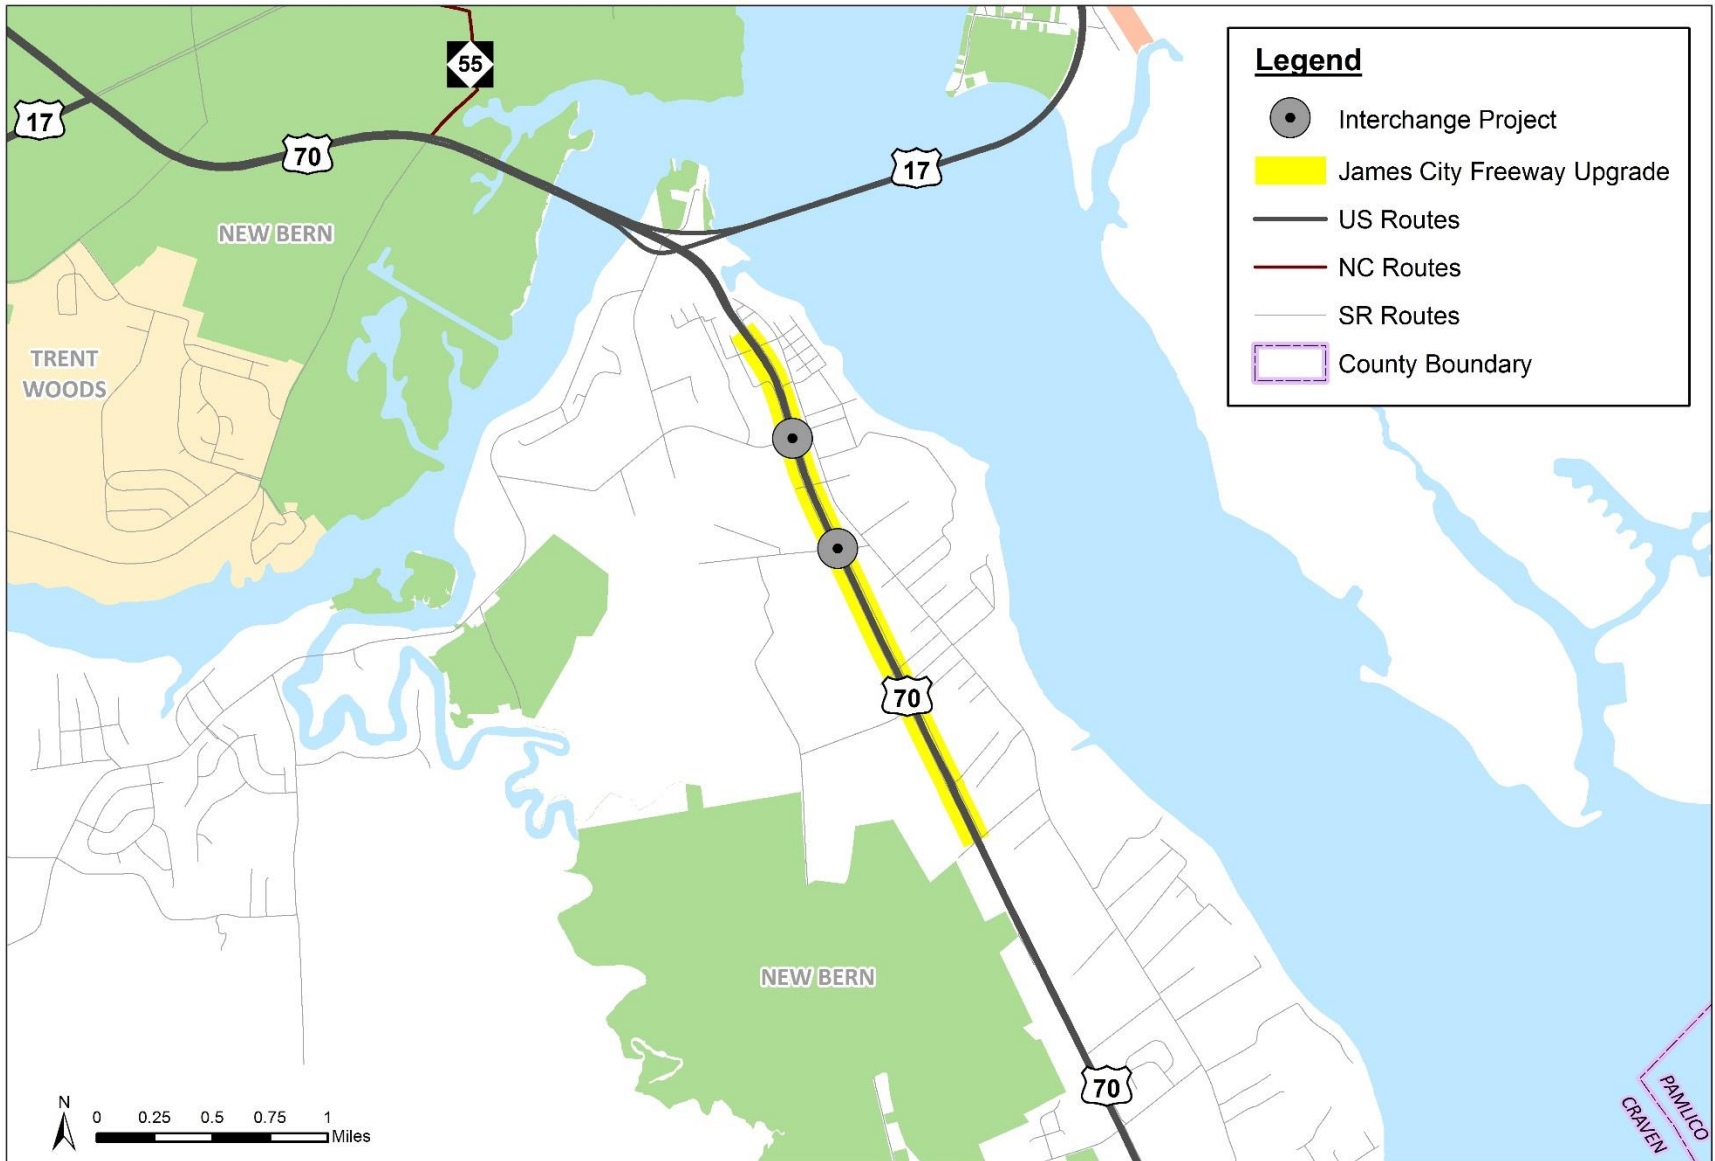 Legend
Interchange Project
James City Freeway Upgrade
US Routes
NC Routes
SR Routes
County Boundary
55
17
70
17
NEW BERN
TRENT
WOODS
70
NEW BERN
70
PAMLICO
CRAVEN
N
0 0.25 0.5 0.75 1
Miles